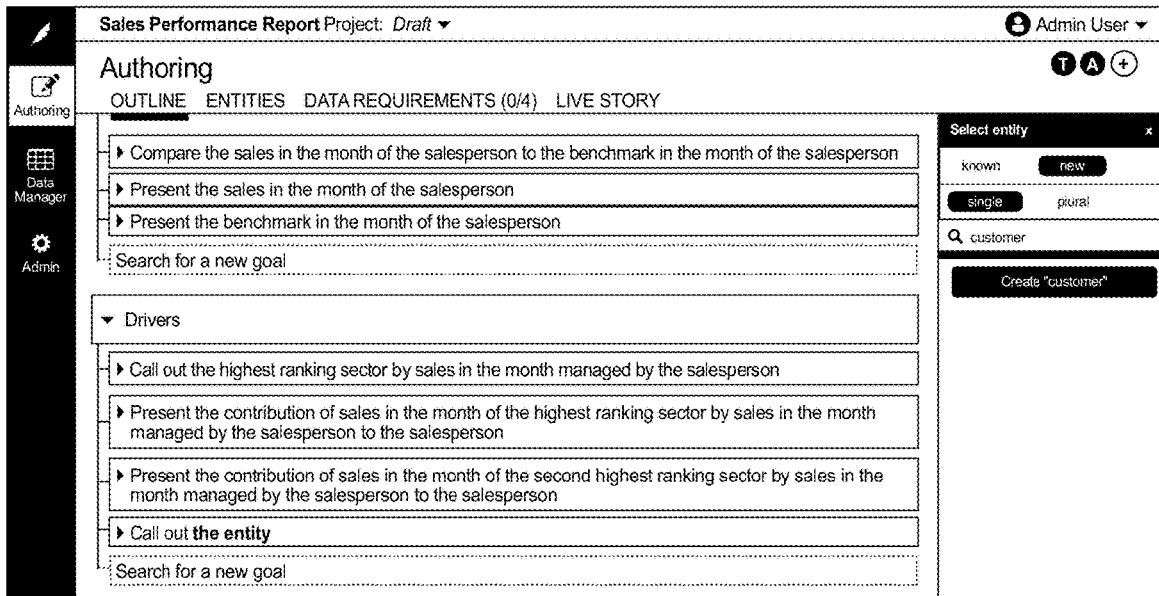 Sales Performance Report Project: Draft
Admin User
Authoring
T A +
OUTLINE ENTITIES DATA REQUIREMENTS (0/4) LIVE STORY
Authoring
Data
Manager
Admin
Compare the sales in the month of the salesperson to the benchmark in the month of the salesperson
Present the sales in the month of the salesperson
Present the benchmark in the month of the salesperson
Search for a new goal
Drivers
Call out the highest ranking sector by sales in the month managed by the salesperson
Present the contribution of sales in the month of the highest ranking sector by sales in the month
managed by the salesperson to the salesperson
Present the contribution of sales in the month of the second highest ranking sector by sales in the
month managed by the salesperson to the salesperson
Call out the entity
Search for a new goal
Select entity x
known new
single plural
customer
Create "customer"